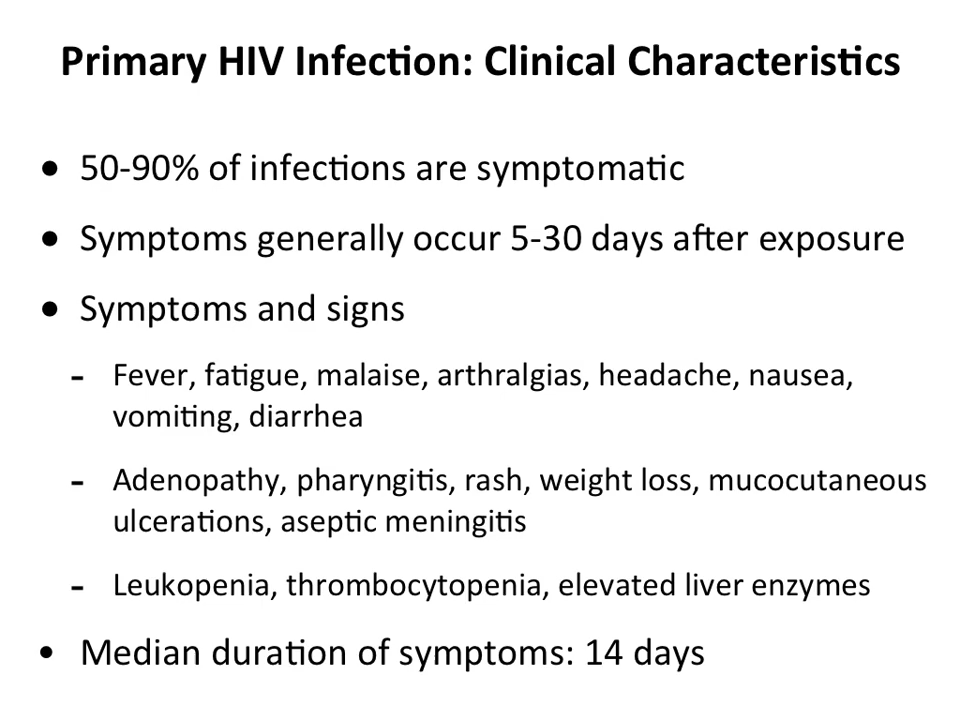 Primary HIV Infection: Clinical Characteristics
• 50-90% of infections are symptomatic
• Symptoms generally occur 5-30 days after exposure
• Symptoms and signs
- Fever, fatigue, malaise, arthralgias, headache, nausea,
vomiting, diarrhea
- Adenopathy, pharyngitis, rash, weight loss, mucocutaneous
ulcerations, aseptic meningitis
- Leukopenia, thrombocytopenia, elevated liver enzymes
• Median duration of symptoms: 14 days